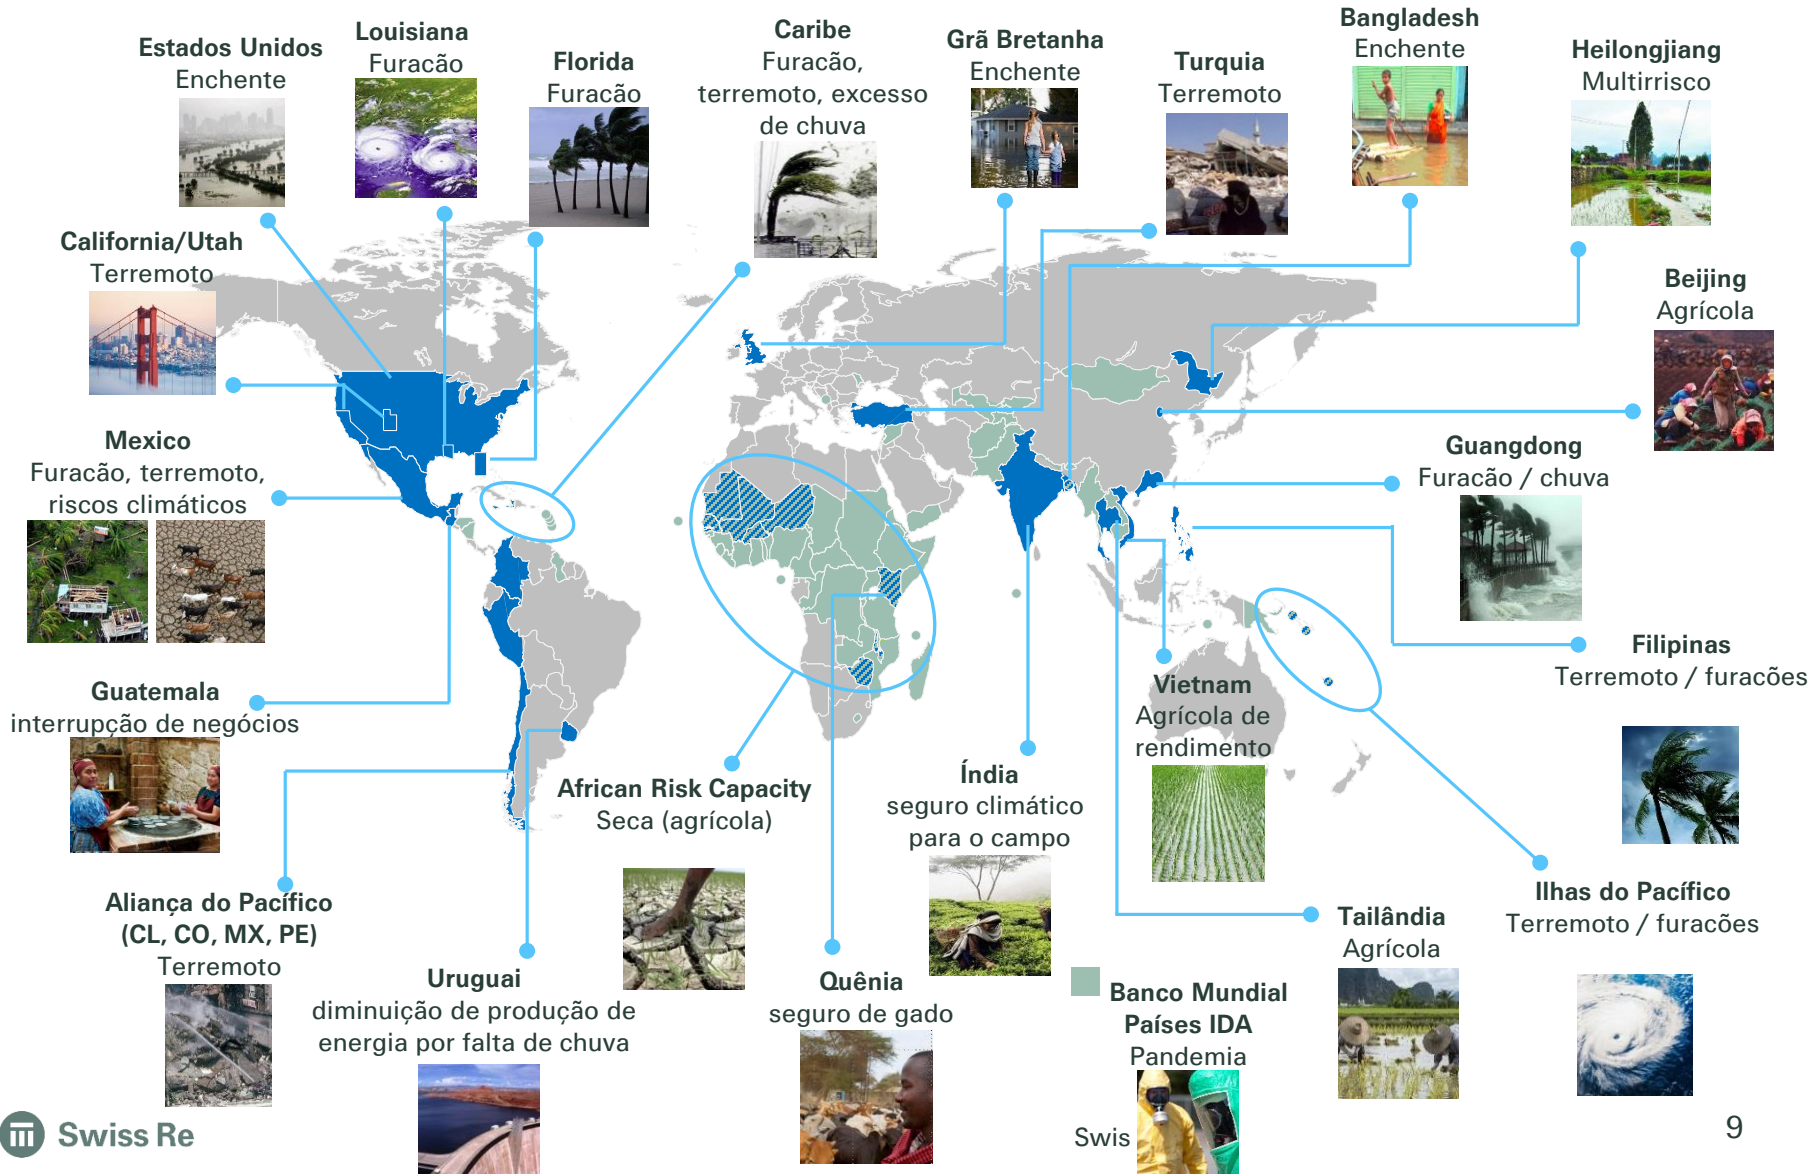 Estados Unidos
Enchente
Louisiana
Furacão
Florida
Furacão
Caribe
Furacão,
terremoto, excesso
de chuva
Grã Bretanha
Enchente
Turquia
Terremoto
Bangladesh
Enchente
Heilongjiang
Multirrisco
California/Utah
Terremoto
Beijing
Agrícola
Mexico
Furacão, terremoto,
riscos climáticos
Guangdong
Furacão / chuva
Filipinas
Terremoto / furacões
Guatemala
interrupção de negócios
Vietnam
Agrícola de
rendimento
African Risk Capacity
Seca (agrícola)
Índia
seguro climático
para o campo
Aliança do Pacífico
(CL, CO, MX, PE)
Terremoto
Ilhas do Pacífico
Terremoto / furacões
Tailândia
Agrícola
Uruguai
diminuição de produção de
energia por falta de chuva
Quênia
seguro de gado
Banco Mundial
Países IDA
Pandemia
Swiss Re
Swis
9